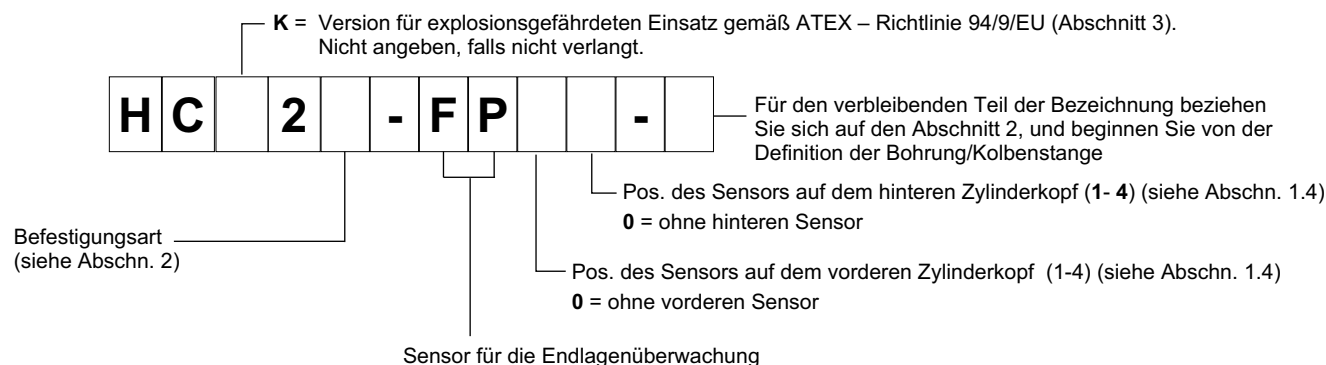 K = Version für explosionsgefährdeten Einsatz gemäß ATEX – Richtlinie 94/9/EU (Abschnitt 3).
Nicht angeben, falls nicht verlangt.
H C 2 - F P -
Für den verbleibenden Teil der Bezeichnung beziehen
Sie sich auf den Abschnitt 2, und beginnen Sie von der
Definition der Bohrung/Kolbenstange
Pos. des Sensors auf dem hinteren Zylinderkopf (1- 4) (siehe Abschn. 1.4)
0 = ohne hinteren Sensor
Befestigungsart
(siehe Abschn. 2)
Pos. des Sensors auf dem vorderen Zylinderkopf (1-4) (siehe Abschn. 1.4)
0 = ohne vorderen Sensor
Sensor für die Endlagenüberwachung